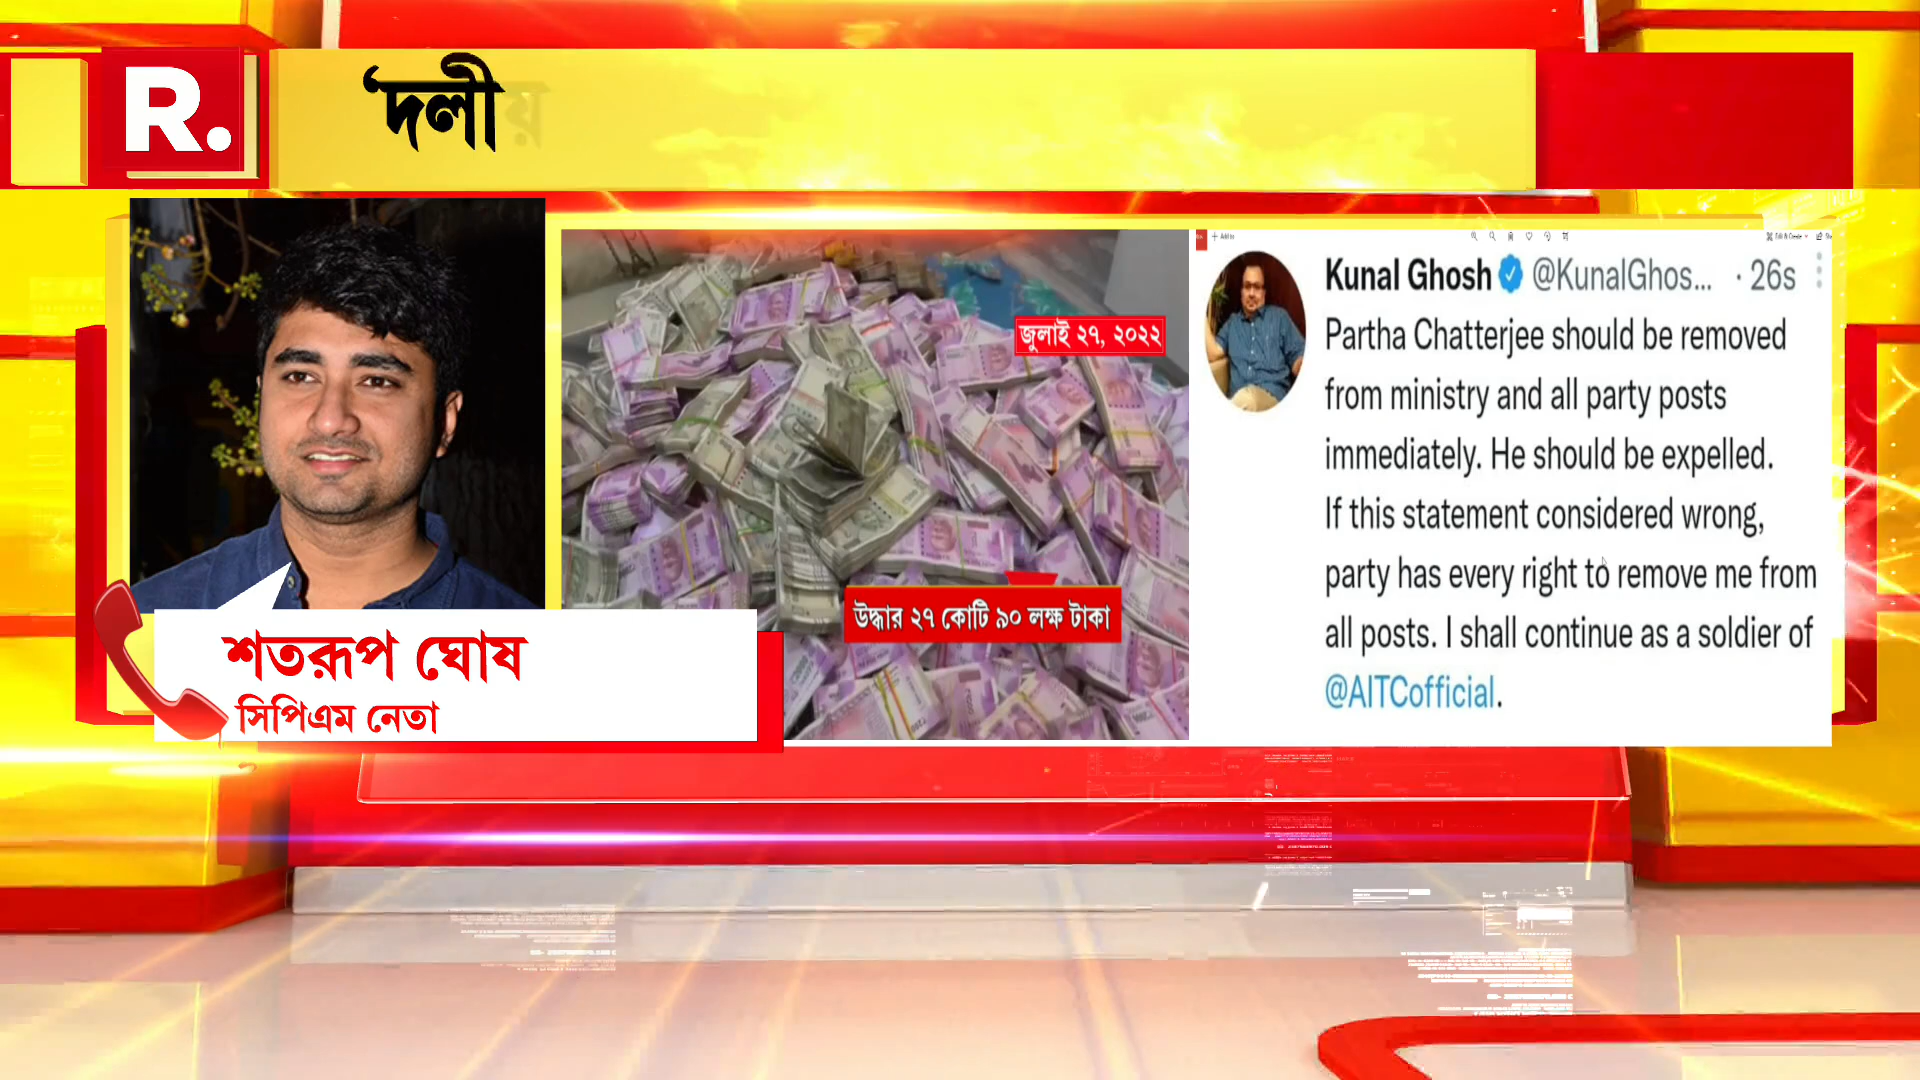 R.
‘দলীয়
জুলাই ২৭, ২০২২
উদ্ধার ২৭ কোটি ৯০ লক্ষ টাকা
শতরূপ ঘোষ
সিপিএম নেতা
Kunal Ghosh @KunalGhos... · 26s
Partha Chatterjee should be removed
from ministry and all party posts
immediately. He should be expelled.
If this statement considered wrong,
party has every right to remove me from
all posts. I shall continue as a soldier of
@AITCofficial.